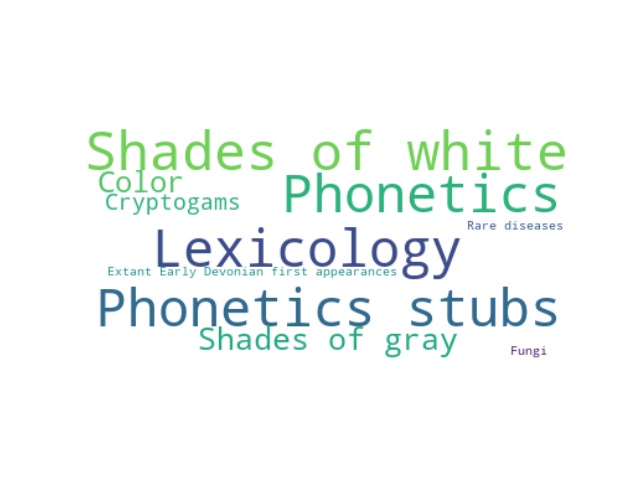 Shades of white
Color
Phonetics
Cryptogams
Rare diseases
Lexicology
Extant Early Devonian first appearances
Phonetics stubs
Shades of gray
Fungi